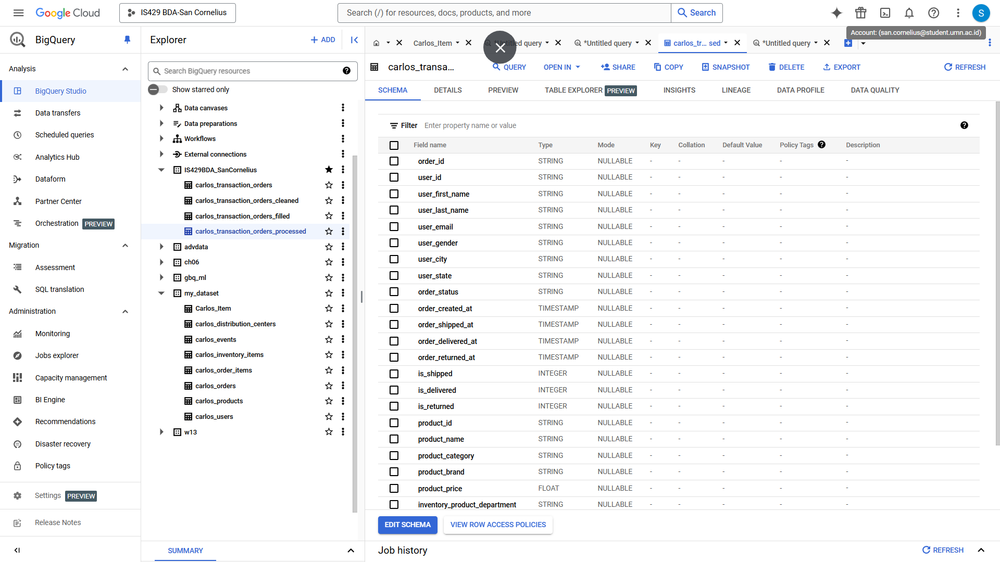 Google Cloud
IS429 BDA-San Cornelius
Search (/) for resources, docs, products, and more
Search
S
Account: (san.cornelius@student.umn.ac.id)
BigQuery
Analysis
BigQuery Studio
Data transfers
Scheduled queries
Analytics Hub
Dataform
Partner Center
Orchestration PREVIEW
Migration
Assessment
SQL translation
Administration
Monitoring
Jobs explorer
Capacity management
BI Engine
Recommendations
Disaster recovery
Policy tags
Settings PREVIEW
Release Notes
Explorer
ADD
Search BigQuery resources
Show starred only
Data canvases
Data preparations
Workflows
External connections
IS429BDA_SanCornelius
carlos_transaction_orders
carlos_transaction_orders_cleaned
carlos_transaction_orders_filled
carlos_transaction_orders_processed
advdata
ch06
gbq_ml
my_dataset
Carlos_Item
carlos_distribution_centers
carlos_events
carlos_inventory_items
carlos_order_items
carlos_orders
carlos_products
carlos_users
w13
SUMMARY
Carlos_Item *Untitled query *Untitled query carlos_tr... sed *Untitled query
carlos_transa... QUERY OPEN IN SHARE COPY SNAPSHOT DELETE EXPORT REFRESH
SCHEMA DETAILS PREVIEW TABLE EXPLORER PREVIEW INSIGHTS LINEAGE DATA PROFILE DATA QUALITY
Filter Enter property name or value
Field name Type Mode Key Collation Default Value Policy Tags Description
order_id STRING NULLABLE - - - - -
user_id STRING NULLABLE - - - - -
user_first_name STRING NULLABLE - - - - -
user_last_name STRING NULLABLE - - - - -
user_email STRING NULLABLE - - - - -
user_gender STRING NULLABLE - - - - -
user_city STRING NULLABLE - - - - -
user_state STRING NULLABLE - - - - -
order_status STRING NULLABLE - - - - -
order_created_at TIMESTAMP NULLABLE - - - - -
order_shipped_at TIMESTAMP NULLABLE - - - - -
order_delivered_at TIMESTAMP NULLABLE - - - - -
order_returned_at TIMESTAMP NULLABLE - - - - -
is_shipped INTEGER NULLABLE - - - - -
is_delivered INTEGER NULLABLE - - - - -
is_returned INTEGER NULLABLE - - - - -
product_id STRING NULLABLE - - - - -
product_name STRING NULLABLE - - - - -
product_category STRING NULLABLE - - - - -
product_brand STRING NULLABLE - - - - -
product_price FLOAT NULLABLE - - - - -
inventory_product_department STRING NULLABLE - - - - -
EDIT SCHEMA VIEW ROW ACCESS POLICIES
Job history REFRESH